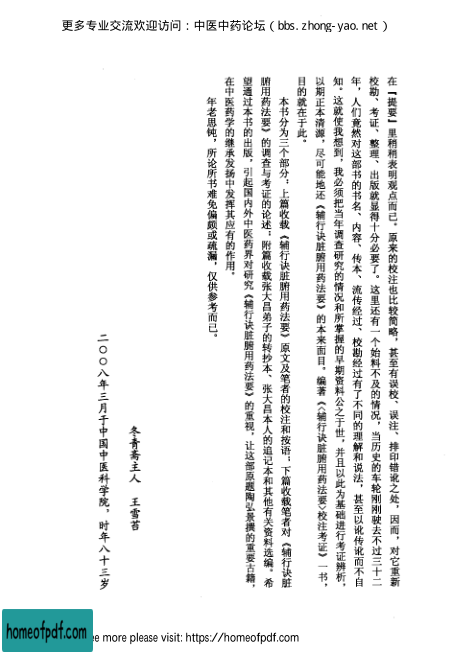 更多专业交流欢迎访问：中医中药论坛（bbs.zhong-yao.net）
在『提要』里稍稍表明观点而已。原来的校注也比较简略，甚至有误校、误注、排印错讹之处，因而，对它重新
校勘、考证、整理、出版就显得十分必要了。这里还有一个始料不及的情况，当历史的车轮刚刚驶去不过三十二
年，人们竟然对这部书的书名、内容、传本、流传经过、校勘经过有了不同的理解和说法，甚至以讹传讹而不自
知。这就使我想到，我必须把当年调查研究的情况和所掌握的早期资料公之于世，并且以此为基础进行考证辨析，
以期正本清源，尽可能地还《辅行诀脏腑用药法要》的本来面目。编著《〈辅行诀脏腑用药法要〉校注考证》一书，
目的就在于此。
本书分为三个部分：上篇收载《辅行诀脏腑用药法要》原文及笔者的校注和按语；下篇收载笔者对《辅行诀脏
腑用药法要》的调查与考证的论述；附篇收载张大昌弟子的转抄本、张大昌本人的追记本和其他有关资料选编。希
望通过本书的出版，引起国内外中医药界对研究《辅行诀脏腑用药法要》的重视，让这部原题陶弘景撰的重要古籍，
在中医药学的继承发扬中发挥其应有的作用。
年老思钝，所论所书难免偏颇或疏漏，仅供参考而已。
冬青斋主人 王雪苔
二〇〇八年三月于中国中医科学院，时年八十三岁
homeofpdf.com
ee more please visit: https://homeofpdf.com